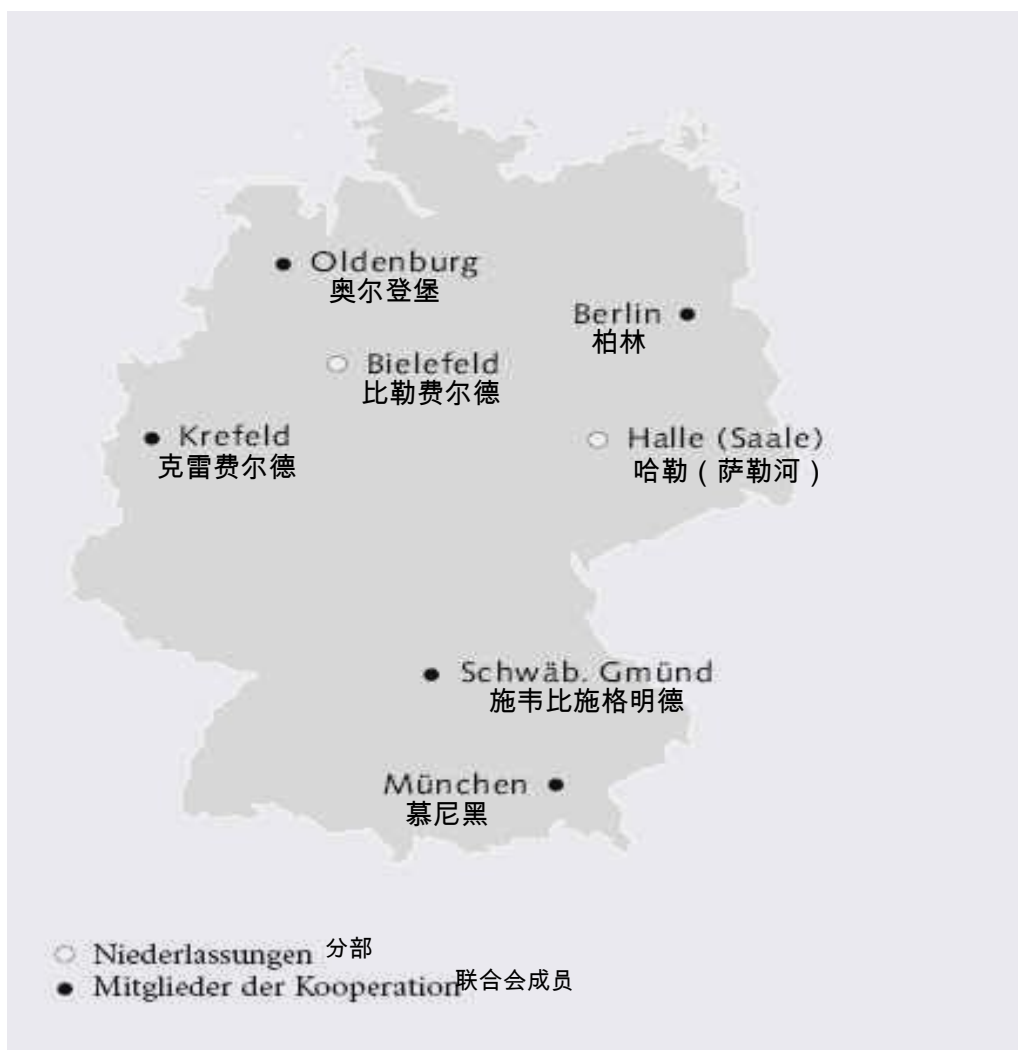 Oldenburg
奥尔登堡
Berlin
柏林
Bielefeld
比勒费尔德
Krefeld
克雷费尔德
Halle (Saale)
哈勒（萨勒河）
Schwäb. Gmünd
施韦比施格明德
München
慕尼黑
Niederlassungen 分部
Mitglieder der Kooperation 联合会成员